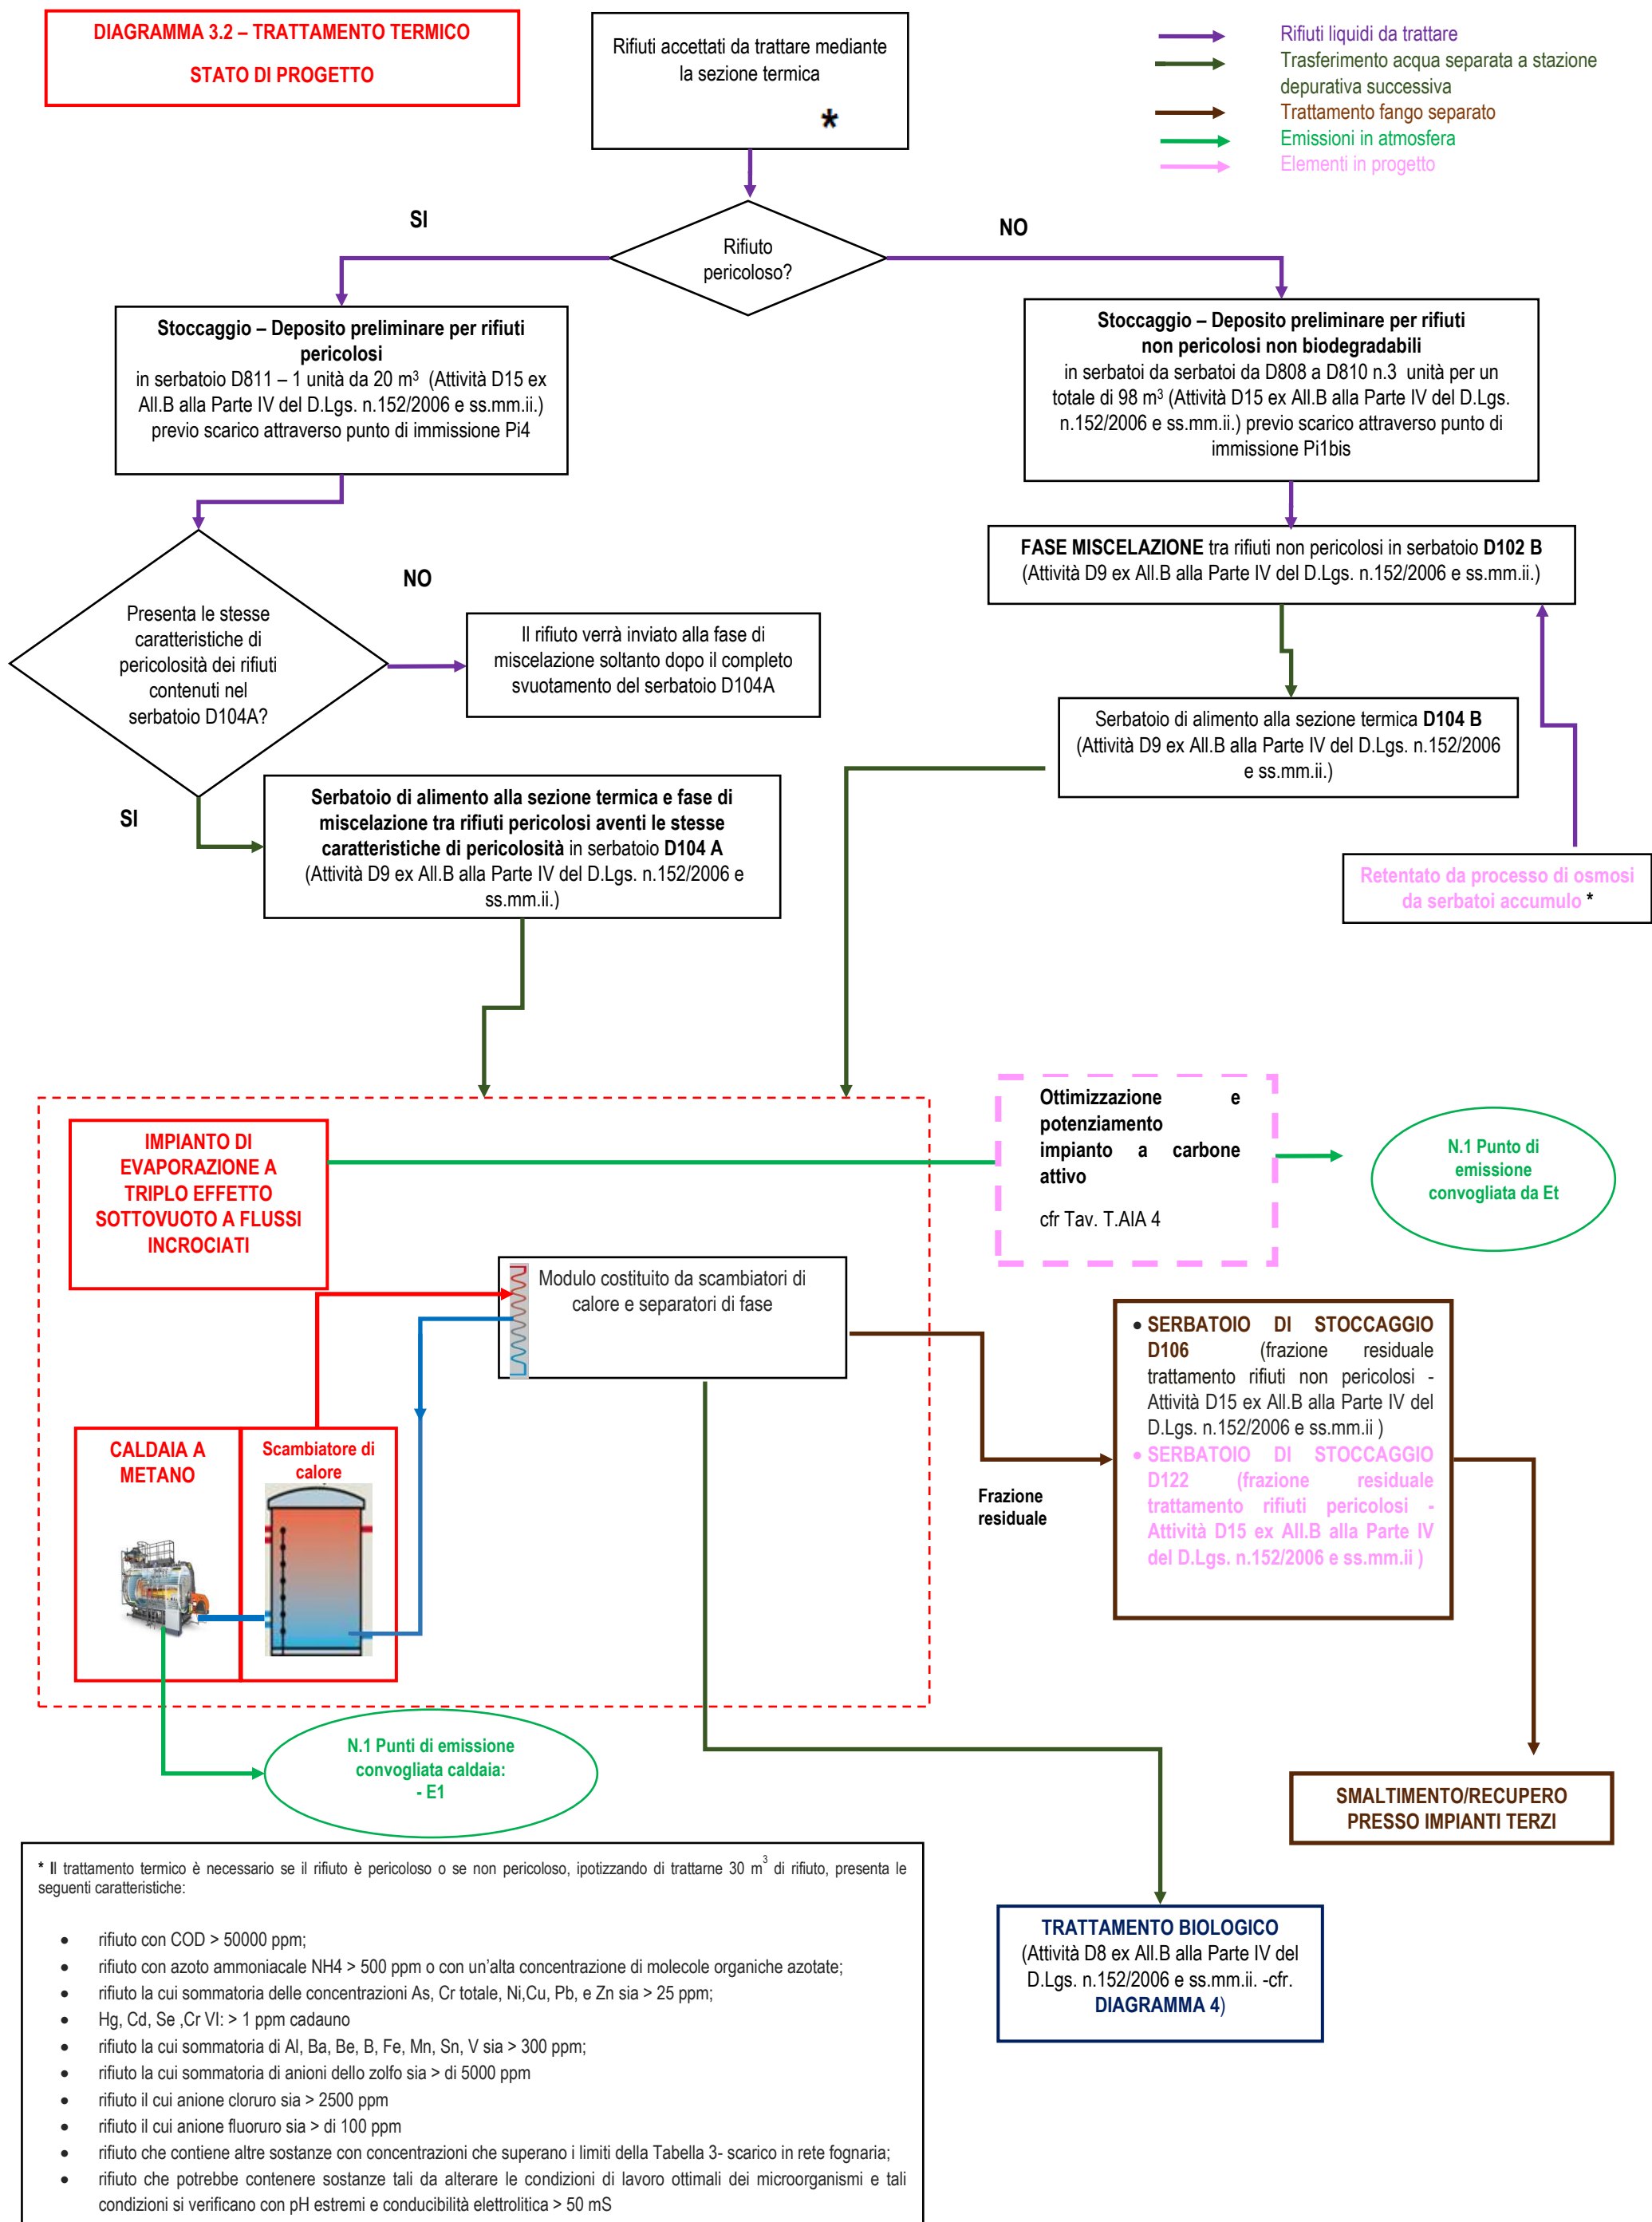 DIAGRAMMA 3.2 – TRATTAMENTO TERMICO
STATO DI PROGETTO
Rifiuti accettati da trattare mediante
la sezione termica
*
Rifiuti liquidi da trattare
Trasferimento acqua separata a stazione
depurativa successiva
Trattamento fango separato
Emissioni in atmosfera
Elementi in progetto
SI
NO
Rifiuto
pericoloso?
Stoccaggio – Deposito preliminare per rifiuti
pericolosi
in serbatoio D811 – 1 unità da 20 m³ (Attività D15 ex
All.B alla Parte IV del D.Lgs. n.152/2006 e ss.mm.ii.)
previo scarico attraverso punto di immissione Pi4
Stoccaggio – Deposito preliminare per rifiuti
non pericolosi non biodegradabili
in serbatoi da serbatoi da D808 a D810 n.3 unità per un
totale di 98 m³ (Attività D15 ex All.B alla Parte IV del D.Lgs.
n.152/2006 e ss.mm.ii.) previo scarico attraverso punto di
immissione Pi1bis
FASE MISCELAZIONE tra rifiuti non pericolosi in serbatoio D102 B
(Attività D9 ex All.B alla Parte IV del D.Lgs. n.152/2006 e ss.mm.ii.)
NO
Presenta le stesse
caratteristiche di
pericolosità dei rifiuti
contenuti nel
serbatoio D104A?
Il rifiuto verrà inviato alla fase di
miscelazione soltanto dopo il completo
svuotamento del serbatoio D104A
Serbatoio di alimento alla sezione termica D104 B
(Attività D9 ex All.B alla Parte IV del D.Lgs. n.152/2006
e ss.mm.ii.)
SI
Serbatoio di alimento alla sezione termica e fase di
miscelazione tra rifiuti pericolosi aventi le stesse
caratteristiche di pericolosità in serbatoio D104 A
(Attività D9 ex All.B alla Parte IV del D.Lgs. n.152/2006 e
ss.mm.ii.)
Retentato da processo di osmosi
da serbatoi accumulo *
IMPIANTO DI
EVAPORAZIONE A
TRIPLO EFFETTO
SOTTOVUOTO A FLUSSI
INCROCIATI
Ottimizzazione e
potenziamento
impianto a carbone
attivo
cfr Tav. T.AIA 4
N.1 Punto di
emissione
convogliata da Et
Modulo costituito da scambiatori di
calore e separatori di fase
CALDAIA A
METANO
Scambiatore di
calore
Frazione
residuale
• SERBATOIO DI STOCCAGGIO
D106 (frazione residuale
trattamento rifiuti non pericolosi -
Attività D15 ex All.B alla Parte IV del
D.Lgs. n.152/2006 e ss.mm.ii )
• SERBATOIO DI STOCCAGGIO
D122 (frazione residuale
trattamento rifiuti pericolosi -
Attività D15 ex All.B alla Parte IV
del D.Lgs. n.152/2006 e ss.mm.ii )
N.1 Punti di emissione
convogliata caldaia:
- E1
SMALTIMENTO/RECUPERO
PRESSO IMPIANTI TERZI
TRATTAMENTO BIOLOGICO
(Attività D8 ex All.B alla Parte IV del
D.Lgs. n.152/2006 e ss.mm.ii. -cfr.
DIAGRAMMA 4)
* Il trattamento termico è necessario se il rifiuto è pericoloso o se non pericoloso, ipotizzando di trattarne 30 m³ di rifiuto, presenta le
seguenti caratteristiche:
• rifiuto con COD > 50000 ppm;
• rifiuto con azoto ammoniacale NH4 > 500 ppm o con un'alta concentrazione di molecole organiche azotate;
• rifiuto la cui sommatoria delle concentrazioni As, Cr totale, Ni,Cu, Pb, e Zn sia > 25 ppm;
• Hg, Cd, Se ,Cr VI: > 1 ppm cadauno
• rifiuto la cui sommatoria di Al, Ba, Be, B, Fe, Mn, Sn, V sia > 300 ppm;
• rifiuto la cui sommatoria di anioni dello zolfo sia > di 5000 ppm
• rifiuto il cui anione cloruro sia > 2500 ppm
• rifiuto il cui anione fluoruro sia > di 100 ppm
• rifiuto che contiene altre sostanze con concentrazioni che superano i limiti della Tabella 3- scarico in rete fognaria;
• rifiuto che potrebbe contenere sostanze tali da alterare le condizioni di lavoro ottimali dei microorganismi e tali
condizioni si verificano con pH estremi e conducibilità elettrolitica > 50 mS